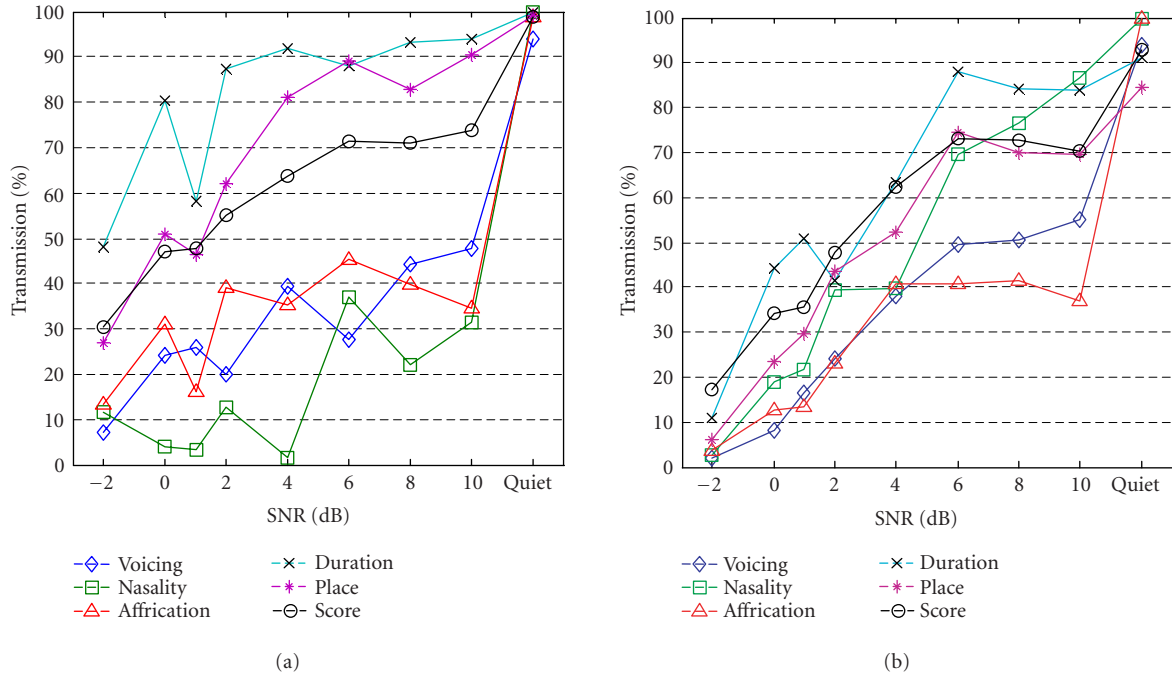 100
90
80
70
60
50
40
30
20
10
0
Transmission (%)
−2 0 2 4 6 8 10 Quiet
SNR (dB)
Voicing
Nasality
Affrication
Duration
Place
Score
(a)
100
90
80
70
60
50
40
30
20
10
0
Transmission (%)
−2 0 2 4 6 8 10 Quiet
SNR (dB)
Voicing
Nasality
Affrication
Duration
Place
Score
(b)